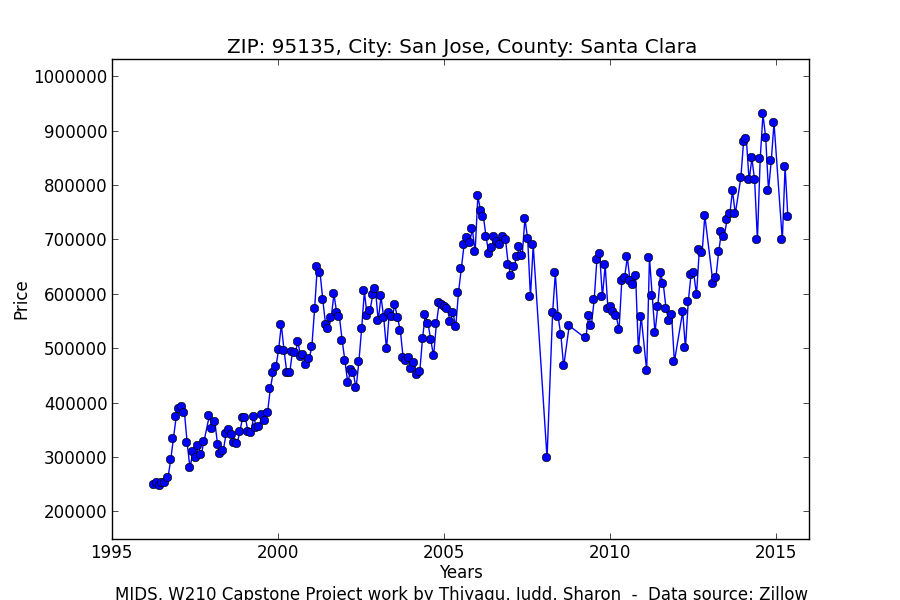 ZIP: 95135, City: San Jose, County: Santa Clara
1000000
900000
800000
700000
600000
500000
400000
300000
200000
Price
1995 2000 2005 2010 2015
Years
MIDS, W210 Capstone Project work by Thiyagu, Judd, Sharon - Data source: Zillow